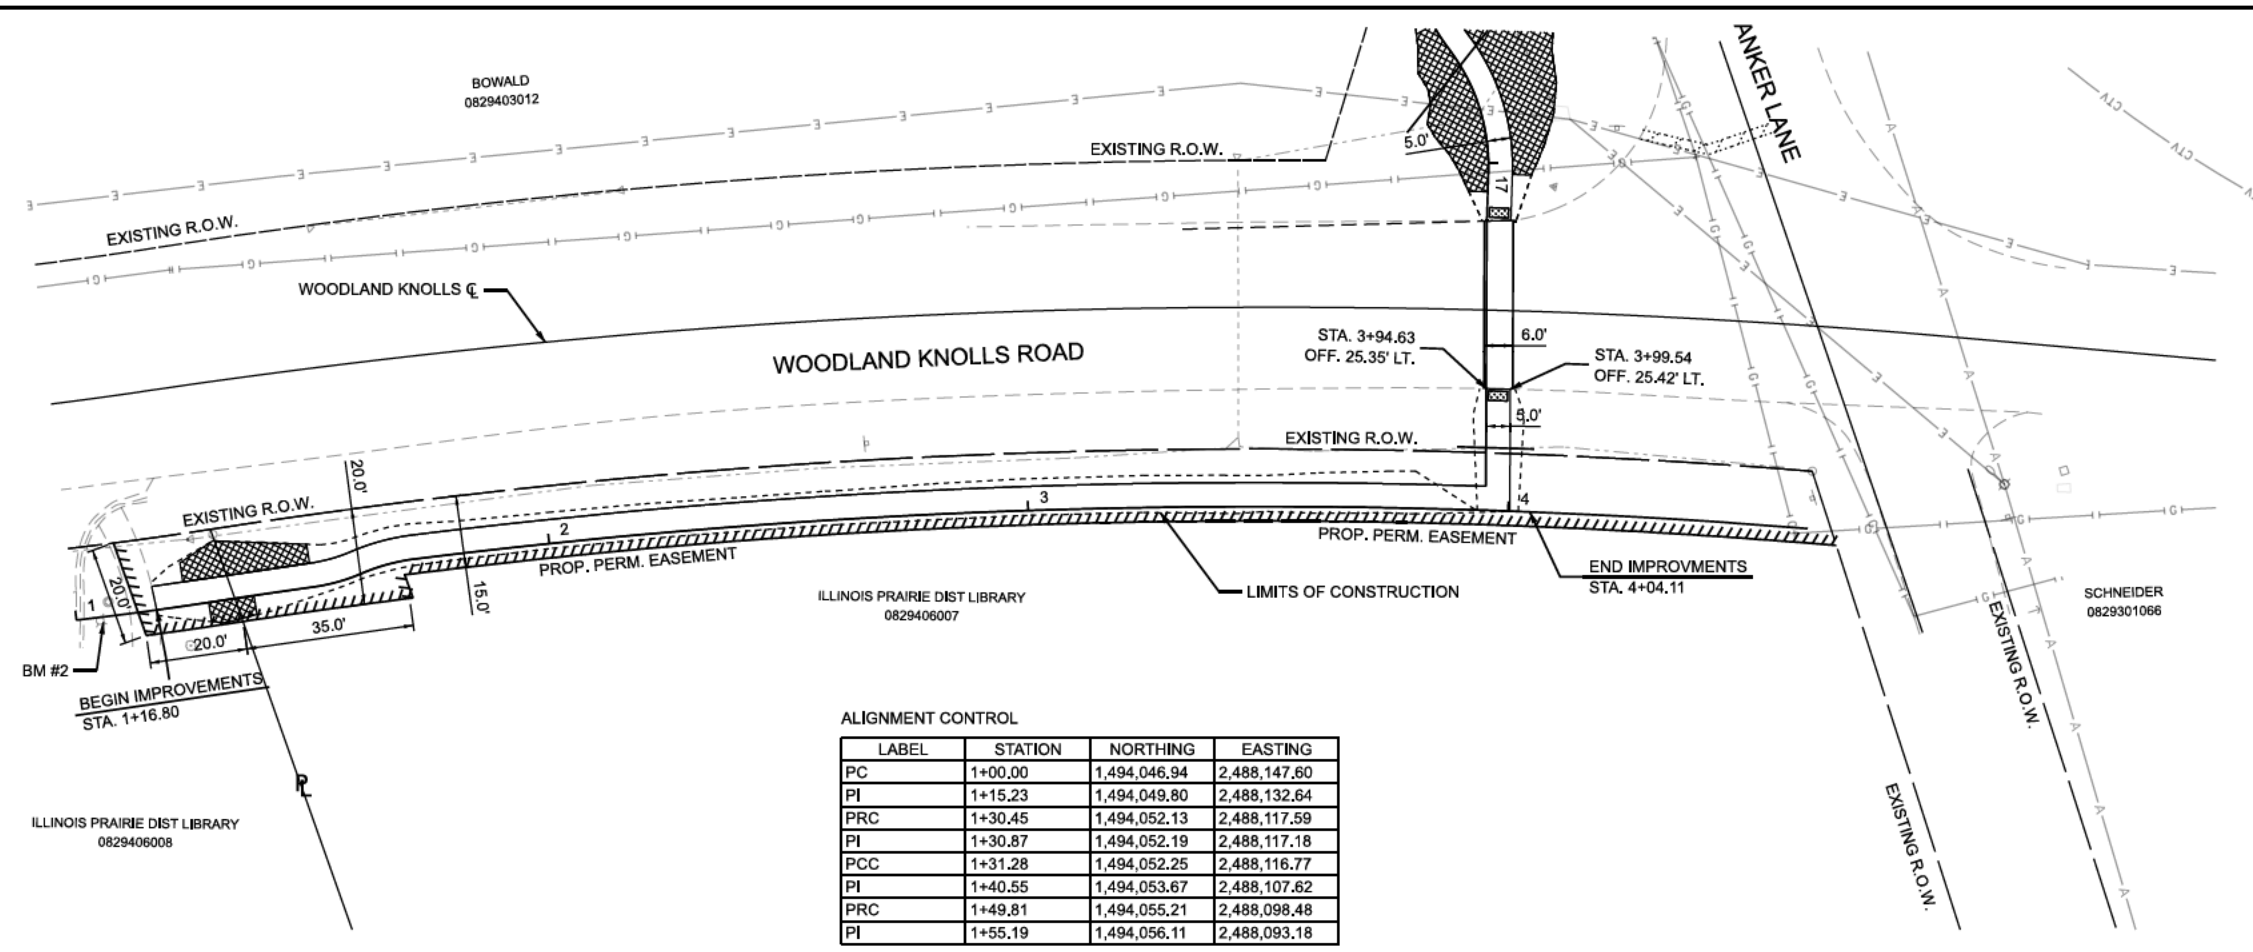 BOWALD
0829403012
ANKER LANE
EXISTING R.O.W.
EXISTING R.O.W.
5.0'
17
WOODLAND KNOLLS ℄
WOODLAND KNOLLS ROAD
STA. 3+94.63
OFF. 25.35' LT.
6.0'
STA. 3+99.54
OFF. 25.42' LT.
5.0'
EXISTING R.O.W.
20.0'
EXISTING R.O.W.
1
2
3
4
20.0'
15.0'
PROP. PERM. EASEMENT
PROP. PERM. EASEMENT
20.0'
35.0'
ILLINOIS PRAIRIE DIST LIBRARY
0829406007
LIMITS OF CONSTRUCTION
END IMPROVMENTS
STA. 4+04.11
SCHNEIDER
0829301066
EXISTING R.O.W.
EXISTING R.O.W.
BM #2
BEGIN IMPROVEMENTS
STA. 1+16.80
PL
ILLINOIS PRAIRIE DIST LIBRARY
0829406008
ALIGNMENT CONTROL
LABEL STATION NORTHING EASTING
PC 1+00.00 1,494,046.94 2,488,147.60
PI 1+15.23 1,494,049.80 2,488,132.64
PRC 1+30.45 1,494,052.13 2,488,117.59
PI 1+30.87 1,494,052.19 2,488,117.18
PCC 1+31.28 1,494,052.25 2,488,116.77
PI 1+40.55 1,494,053.67 2,488,107.62
PRC 1+49.81 1,494,055.21 2,488,098.48
PI 1+55.19 1,494,056.11 2,488,093.18